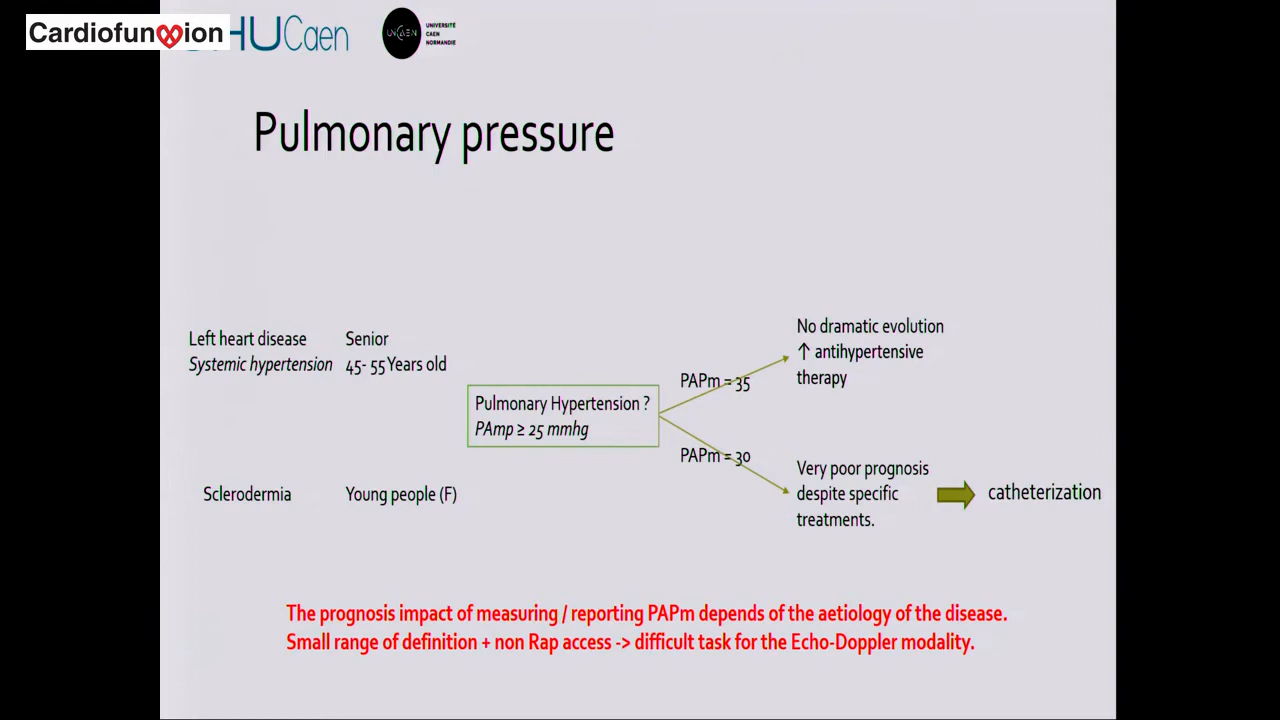 Cardiofunxion
HUCaen
UNICAEN
UNIVERSITÉ
CAEN
NORMANDIE
Pulmonary pressure
Left heart disease Senior
Systemic hypertension 45- 55 Years old
Scleroderma Young people (F)
Pulmonary Hypertension ?
PAmp ≥ 25 mmhg
PAPm = 35
PAPm = 30
No dramatic evolution
↑ antihypertensive
therapy
Very poor prognosis
despite specific
treatments.
catheterization
The prognosis impact of measuring / reporting PAPm depends of the aetiology of the disease.
Small range of definition + non Rap access -> difficult task for the Echo-Doppler modality.